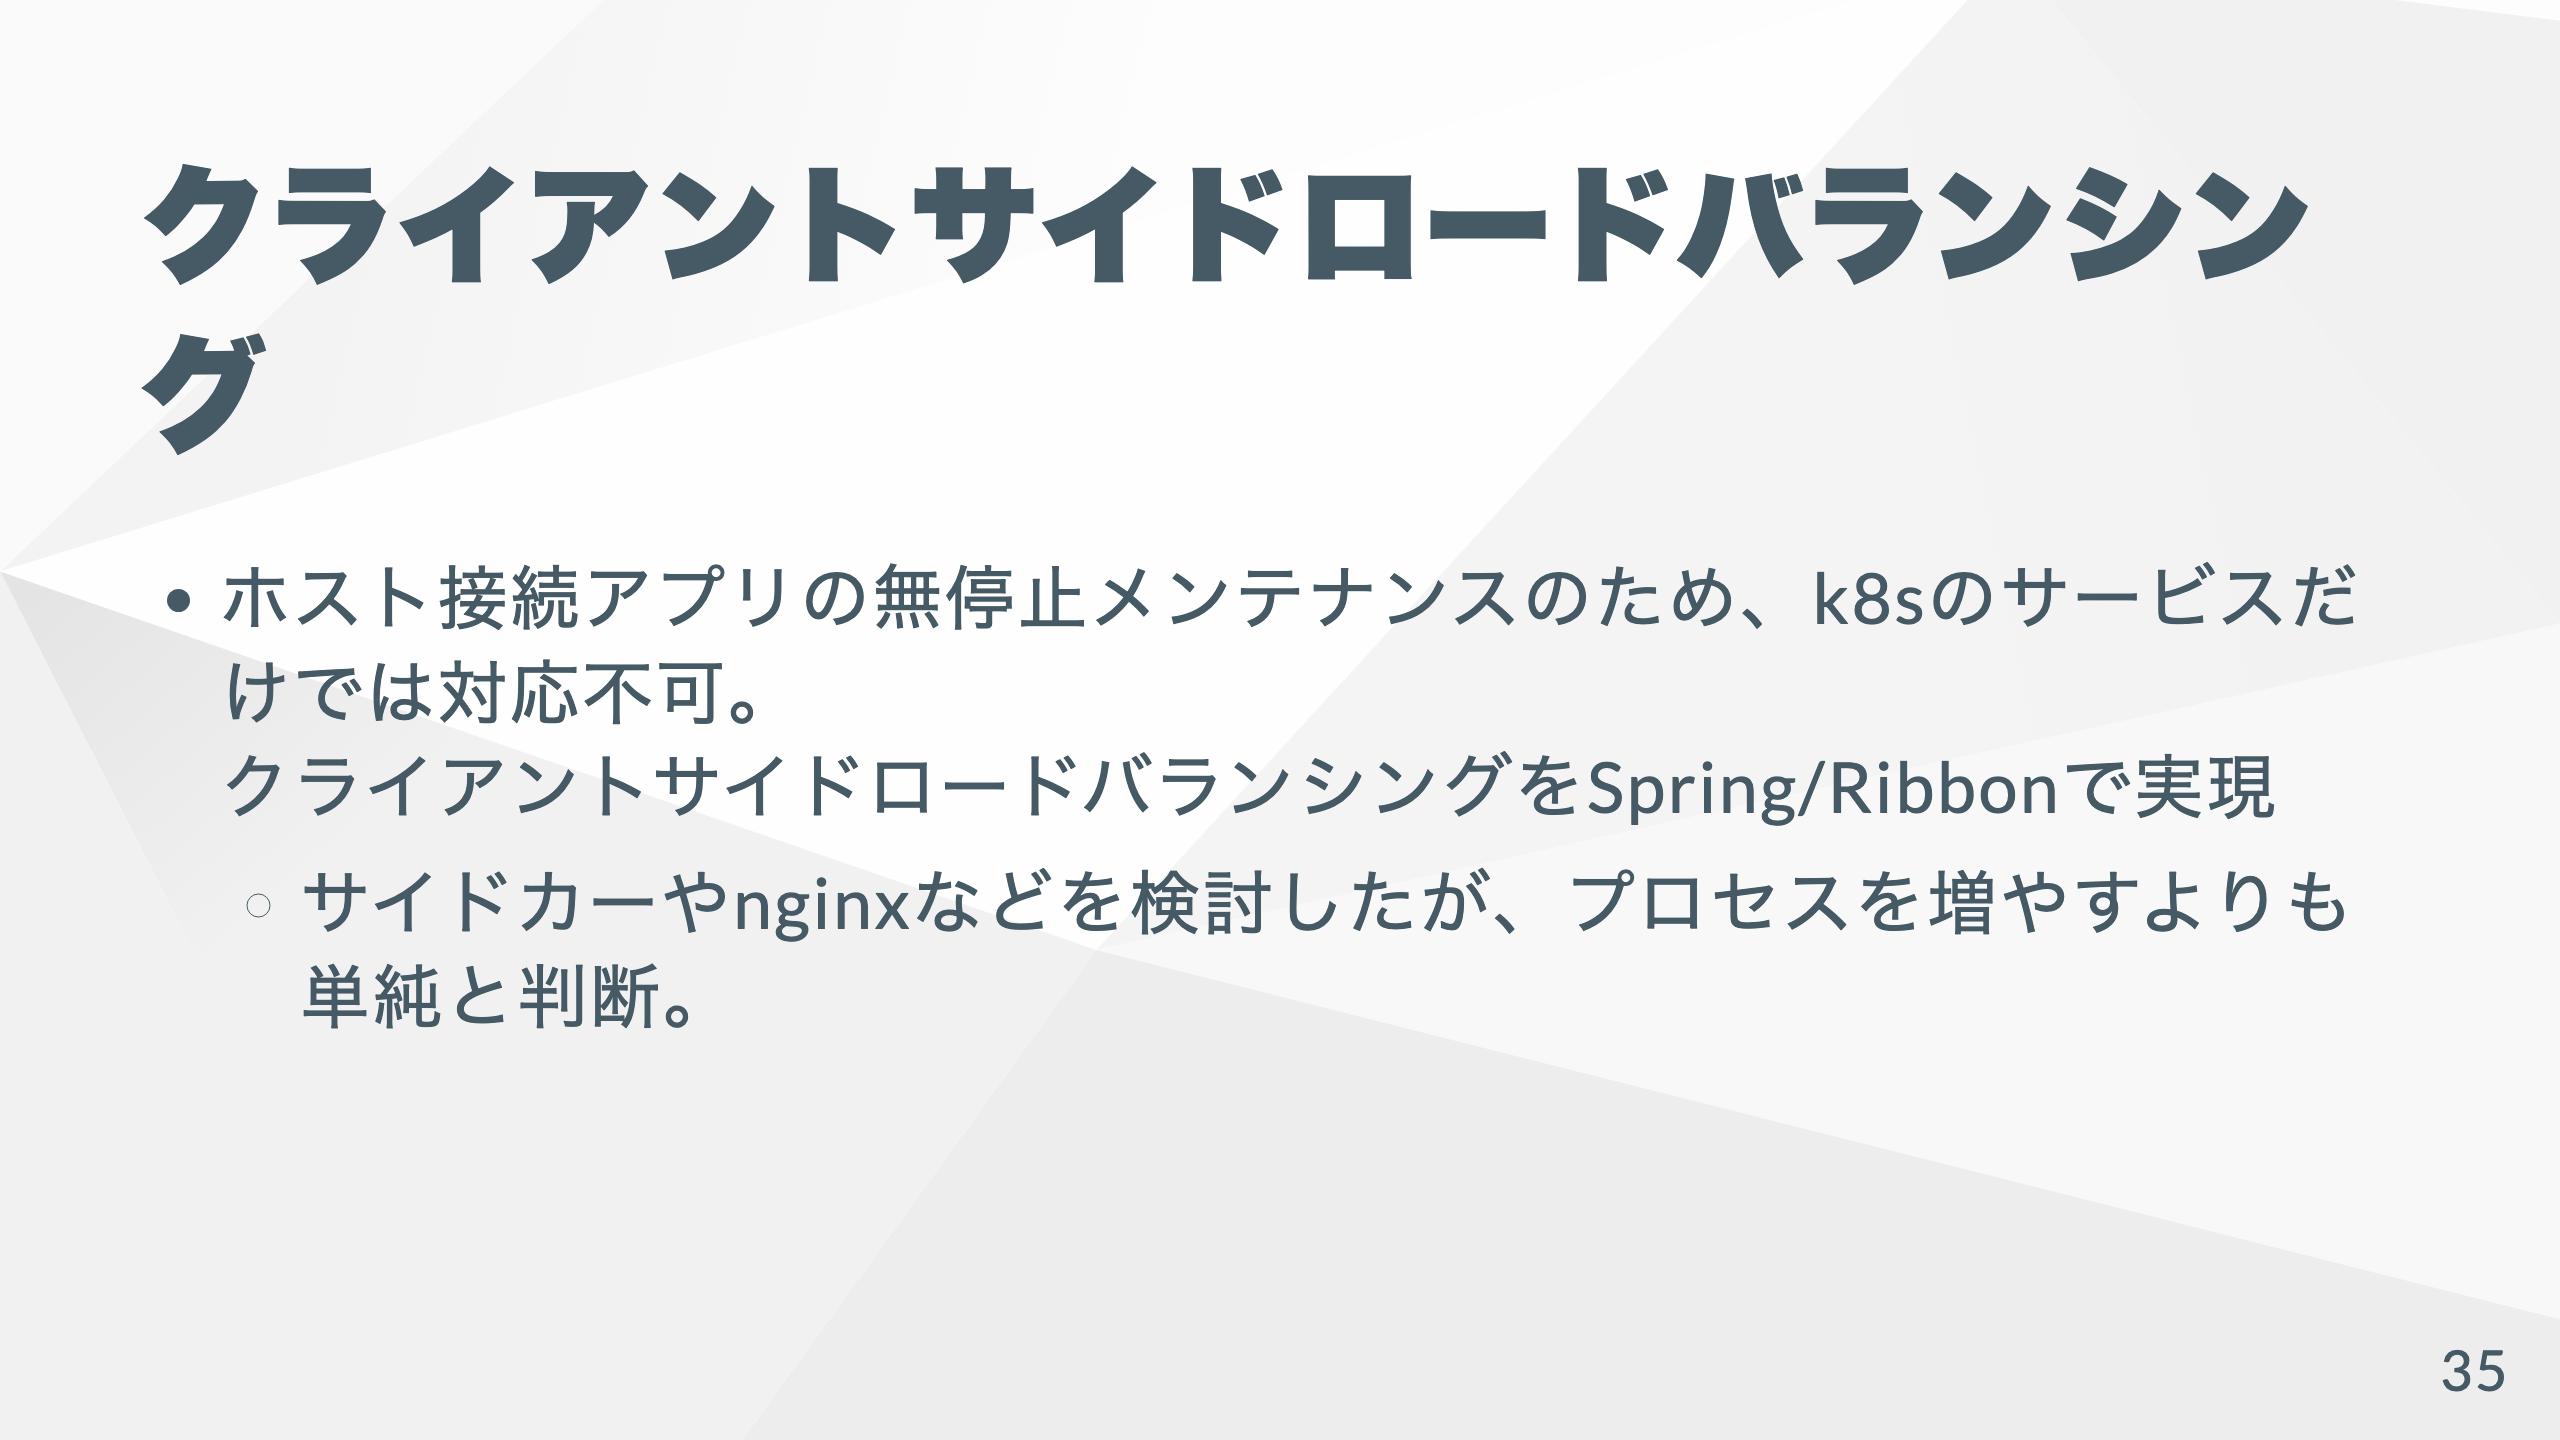 クライアントサイドロードバランシン
グ
• ホスト接続アプリの無停止メンテナンスのため、k8sのサービスだ
けでは対応不可。
クライアントサイドロードバランシングをSpring/Ribbonで実現
○ サイドカーやnginxなどを検討したが、プロセスを増やすよりも
単純と判断。
35